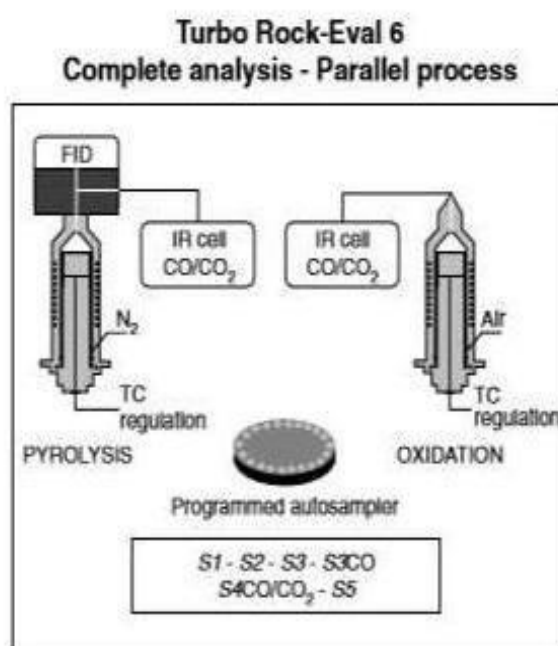 Turbo Rock-Eval 6
Complete analysis - Parallel process
FID
IR cell
CO/CO₂
IR cell
CO/CO₂
N₂
Air
TC
regulation
TC
regulation
PYROLYSIS
OXIDATION
Programmed autosampler
S1 - S2 - S3 - S3CO
S4CO/CO₂ - S5